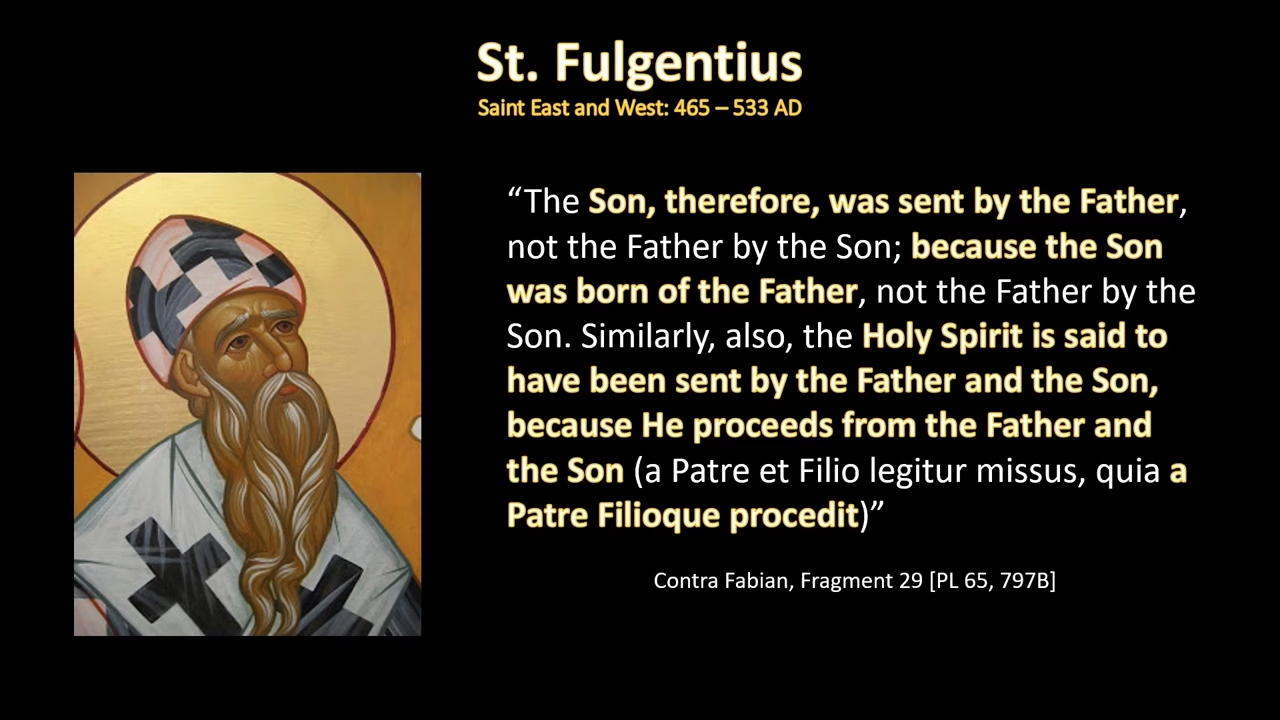 St. Fulgentius
Saint East and West: 465 – 533 AD
“The Son, therefore, was sent by the Father,
not the Father by the Son; because the Son
was born of the Father, not the Father by the
Son. Similarly, also, the Holy Spirit is said to
have been sent by the Father and the Son,
because He proceeds from the Father and
the Son (a Patre et Filio legitur missus, quia a
Patre Filioque procedit)”
Contra Fabian, Fragment 29 [PL 65, 797B]